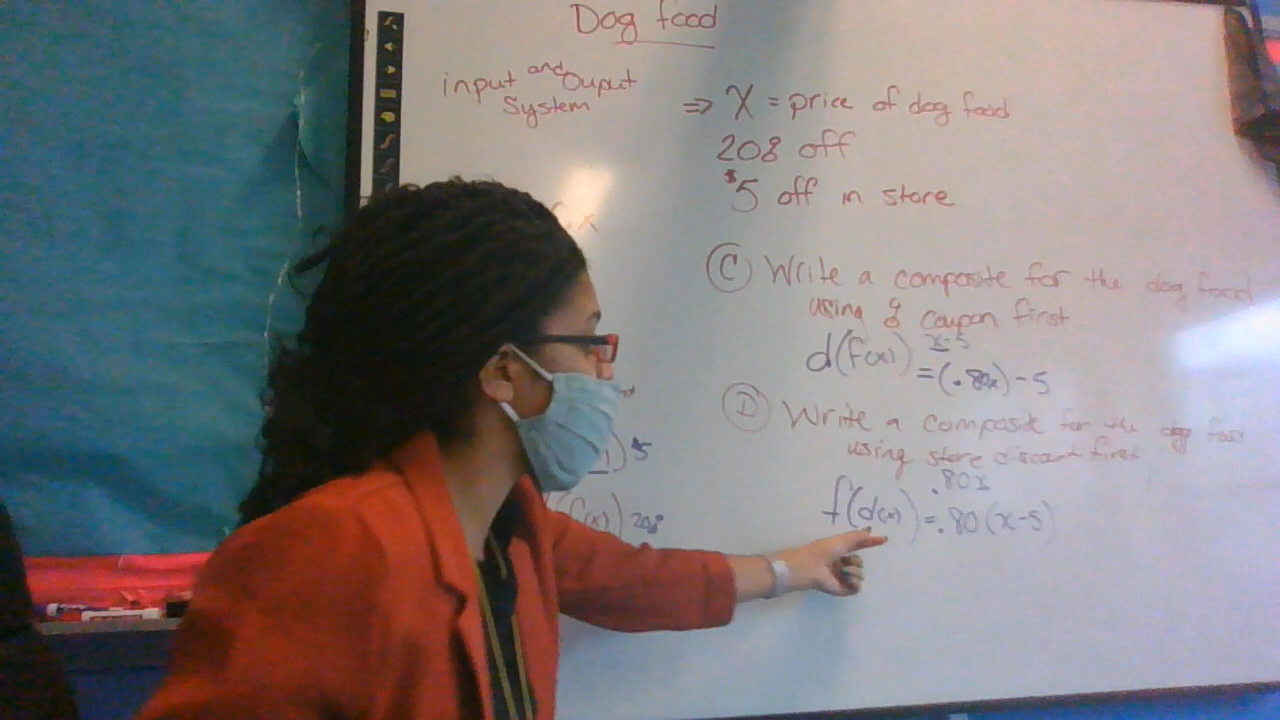 Dog food
input and Ouput
System
⇒ X = price of dog food
20% off
$5 off in store
C Write a composite for the dog food
using % coupon first
x-5
d(f(x)) = (.80x) - 5
D Write a composite for the dog food
using store discount first
.80x
f(d(x)) = .80(x-5)
) 5
(f(x)) 20%